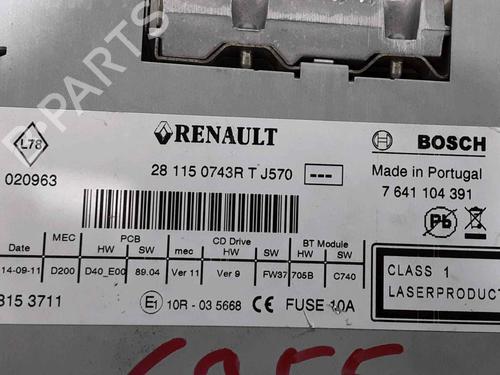 B-PARTS
L78
RENAULT
BOSCH
020963
28 115 0743R T J570
---
Made in Portugal
7 641 104 391
Pb
Date MEC PCB CD Drive BT Module
HW SW mec HW SW HW SW
14-09-11 D200 D40_E00 89.04 Ver 11 Ver 9 FW37 705B C740
CLASS 1
LASERPRODUCT
8153711
E1 10R - 03 5668 CE FUSE 10A